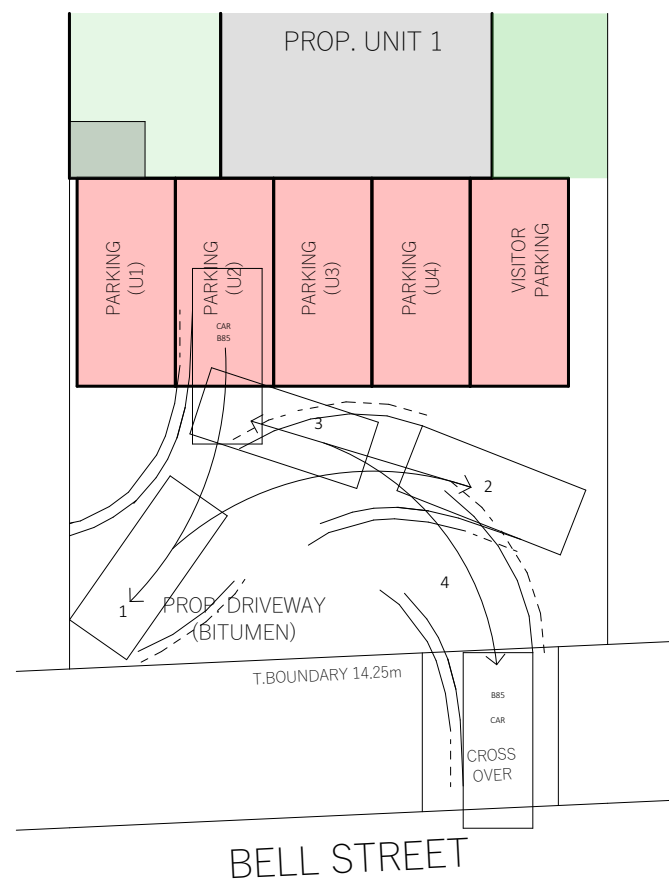 PROP. UNIT 1
PARKING
(U1)
PARKING
(U2)
PARKING
(U3)
PARKING
(U4)
VISITOR
PARKING
CAR
B85
3
2
1
4
PROP. DRIVEWAY
(BITUMEN)
T.BOUNDARY 14.25m
B85
CAR
CROSS
OVER
BELL STREET